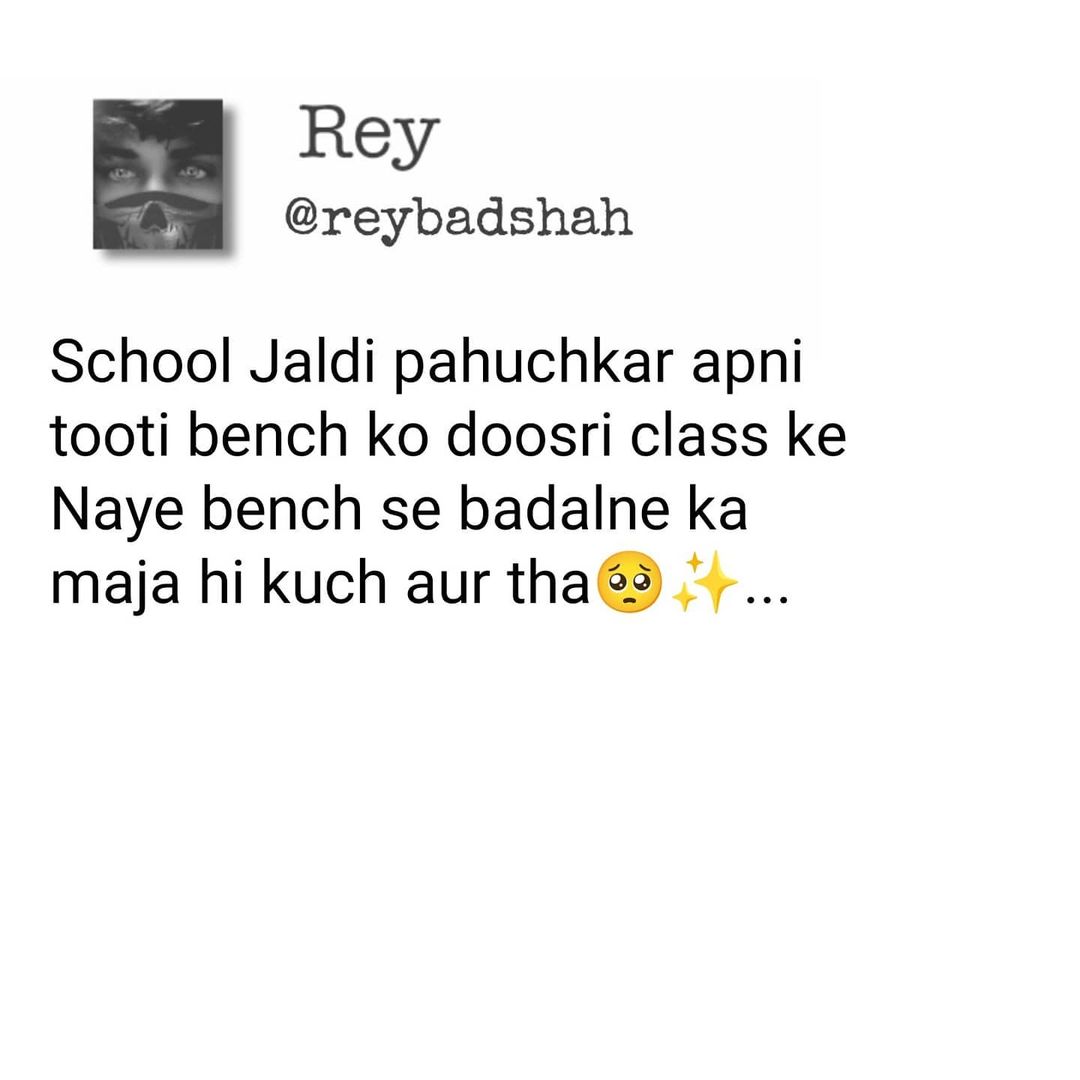 Rey
@reybadshah
School Jaldi pahuchkar apni
tooti bench ko doosri class ke
Naye bench se badalne ka
maja hi kuch aur tha🥺✨...